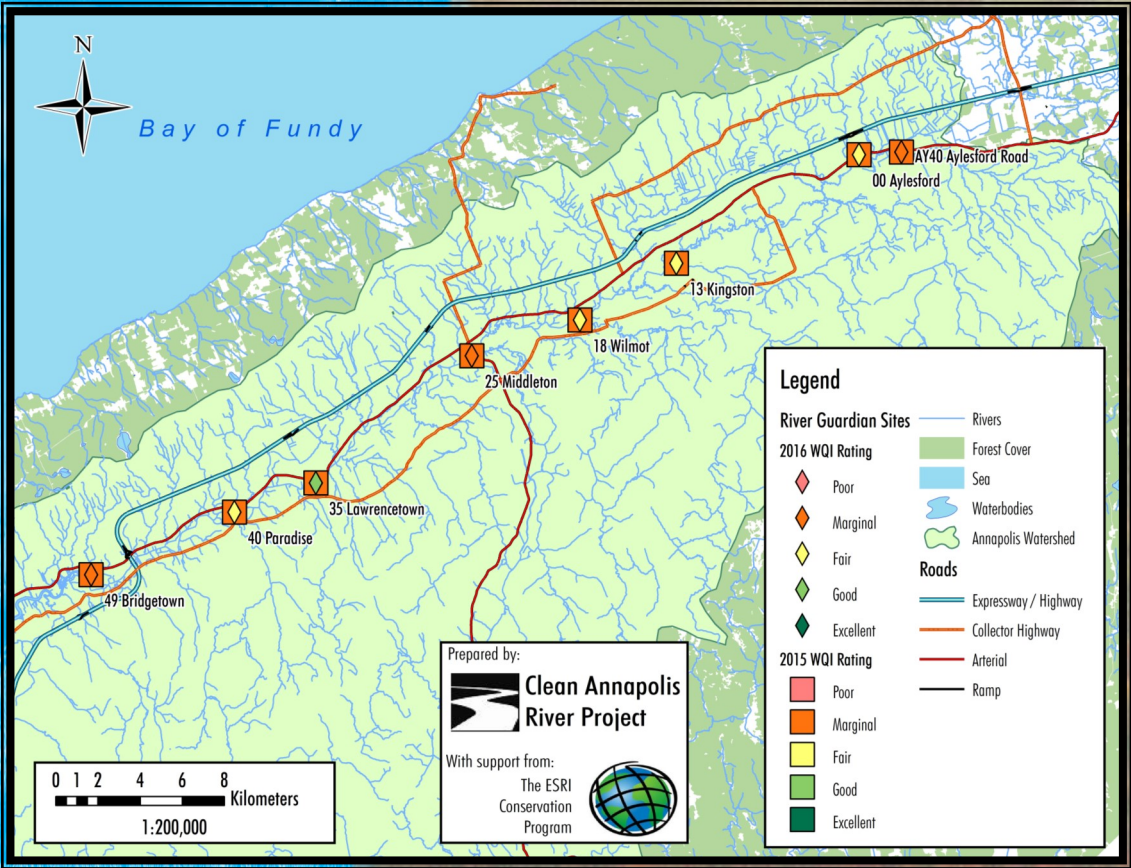 N
Bay of Fundy
AY40 Aylesford Road
00 Aylesford
13 Kingston
18 Wilmot
25 Middleton
35 Lawrencetown
40 Paradise
49 Bridgetown
Legend
River Guardian Sites
2016 WQI Rating
Poor
Marginal
Fair
Good
Excellent
2015 WQI Rating
Poor
Marginal
Fair
Good
Excellent
Rivers
Forest Cover
Sea
Waterbodies
Annapolis Watershed
Roads
Expressway / Highway
Collector Highway
Arterial
Ramp
Prepared by:
Clean Annapolis
River Project
With support from:
The ESRI
Conservation
Program
0 1 2 4 6 8
Kilometers
1:200,000